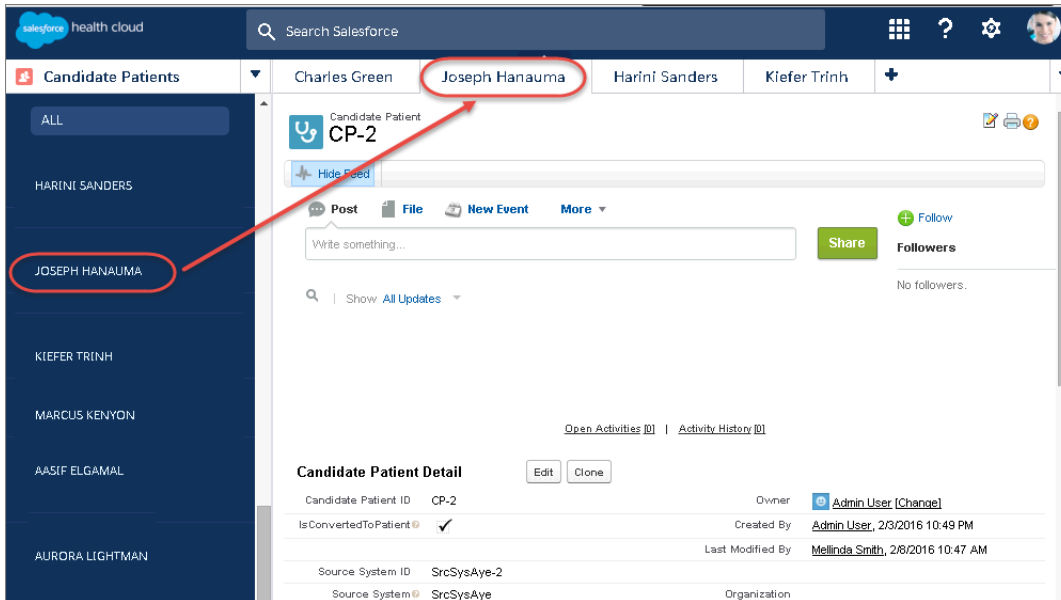 salesforce health cloud
Search Salesforce
?
Candidate Patients
Charles Green
Joseph Hanauma
Harini Sanders
Kiefer Trinh
ALL
HARINI SANDERS
JOSEPH HANAUMA
KIEFER TRINH
MARCUS KENYON
AASIF ELGAMAL
AURORA LIGHTMAN
Candidate Patient
CP-2
?
Hide Feed
Post File New Event More
Write something...
Share
Follow
Followers
No followers.
Show All Updates
Open Activities [0] | Activity History [0]
Candidate Patient Detail Edit Clone
Candidate Patient ID CP-2 Owner Admin User [Change]
IsConvertedToPatient Created By Admin User, 2/3/2016 10:49 PM
Last Modified By Mellinda Smith, 2/8/2016 10:47 AM
Source System ID SrcSysAye-2
Source System SrcSysAye Organization